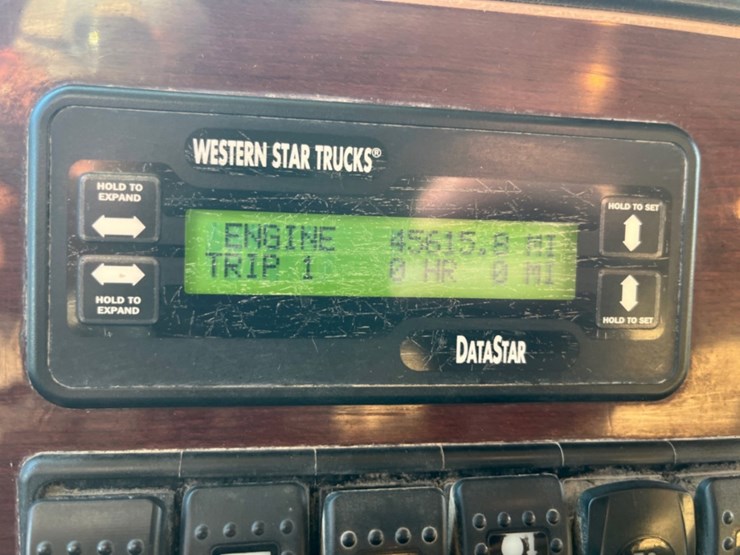 WESTERN STAR TRUCKS®
HOLD TO
EXPAND
HOLD TO SET
ENGINE 45615.8 MI
TRIP 1 0 HR 0 MI
HOLD TO
EXPAND
HOLD TO SET
DATASTAR